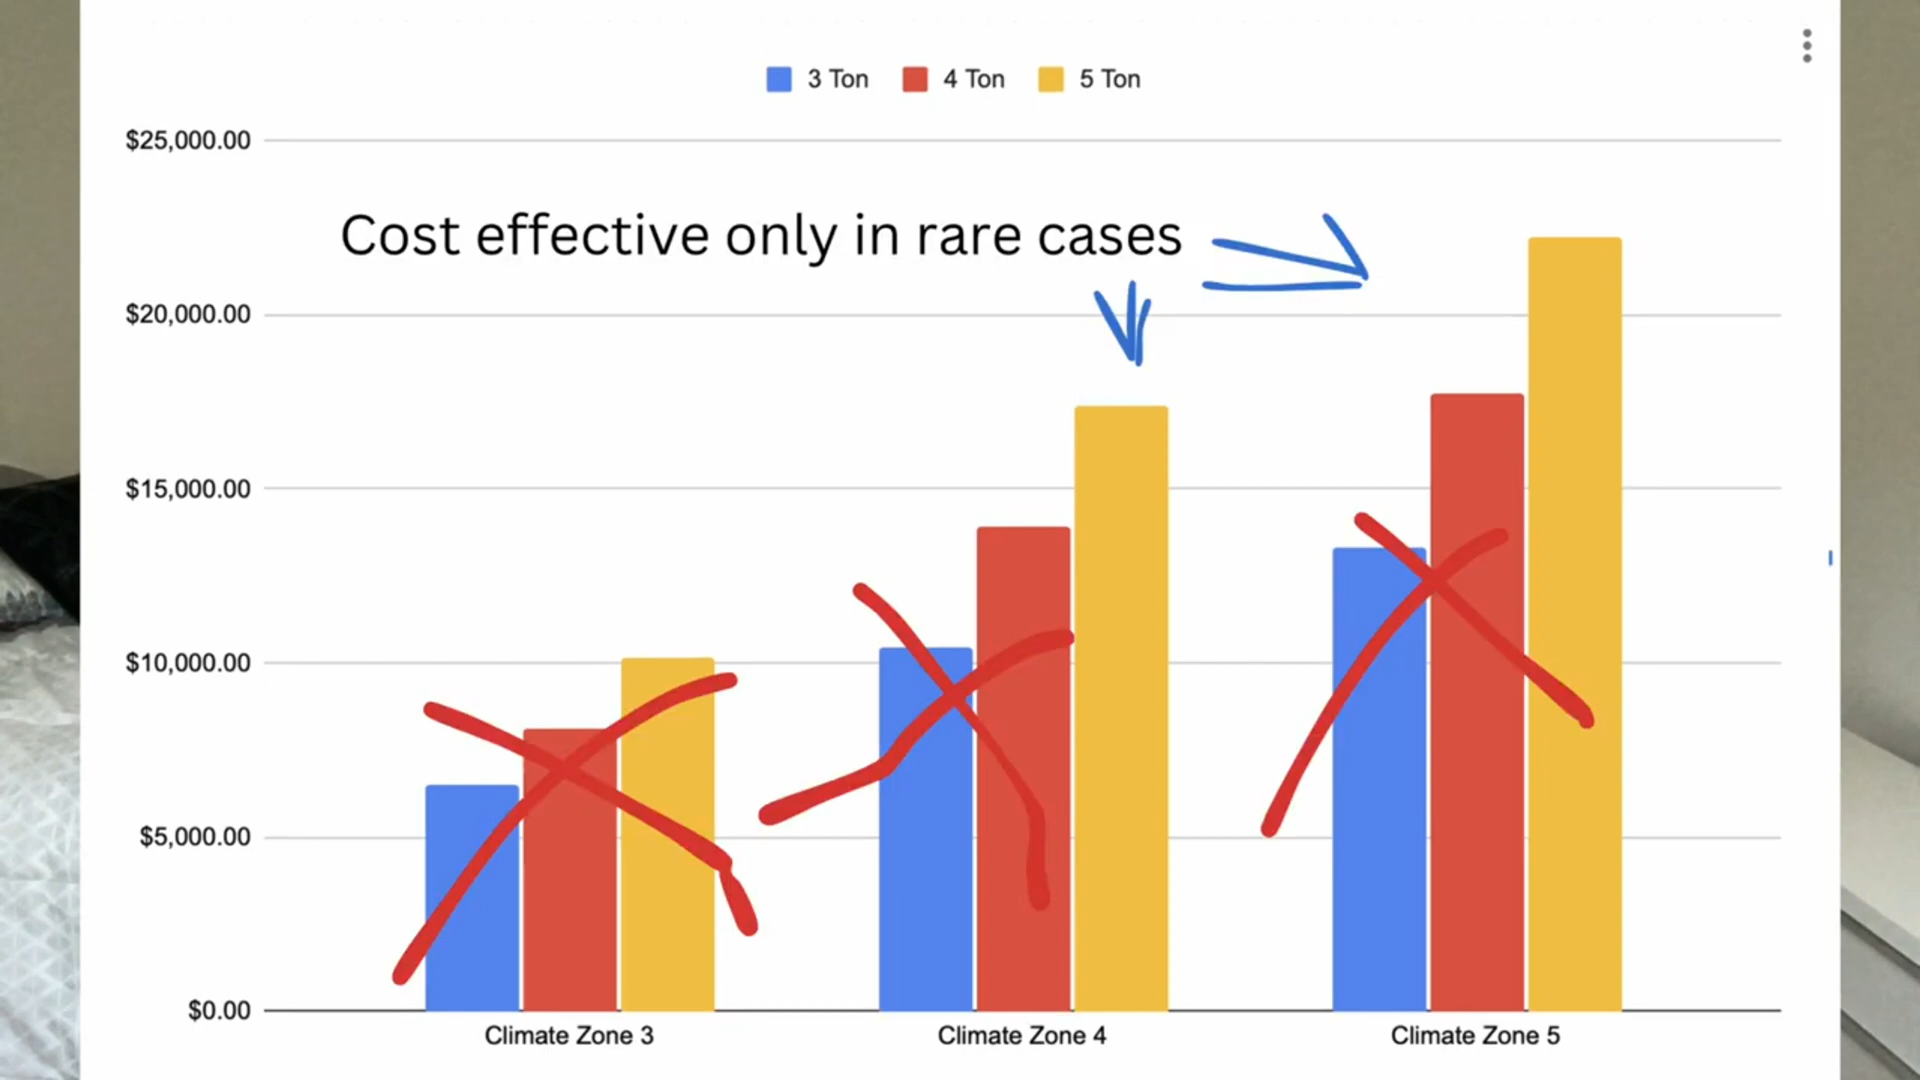 3 Ton 4 Ton 5 Ton
$25,000.00
Cost effective only in rare cases
$20,000.00
$15,000.00
$10,000.00
$5,000.00
$0.00
Climate Zone 3 Climate Zone 4 Climate Zone 5